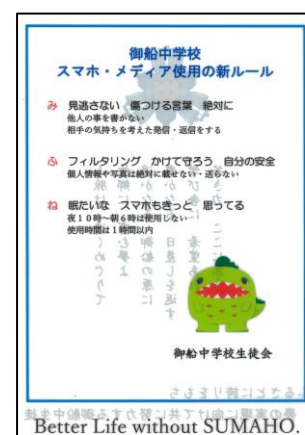 御船中学校
スマホ・メディア使用の新ルール
み 見逃さない 傷つける言葉 絶対に
他人の事を書かない
相手の気持ちを考えた発信・返信をする
ふ フィルタリング かけて守ろう 自分の安全
個人情報や写真は絶対に載せない・送らない
ね 眠たいな スマホもきっと 思ってる
夜10時~朝6時は使用しない
使用時間は1時間以内
御船中学校生徒会
Better Life without SUMAHO.